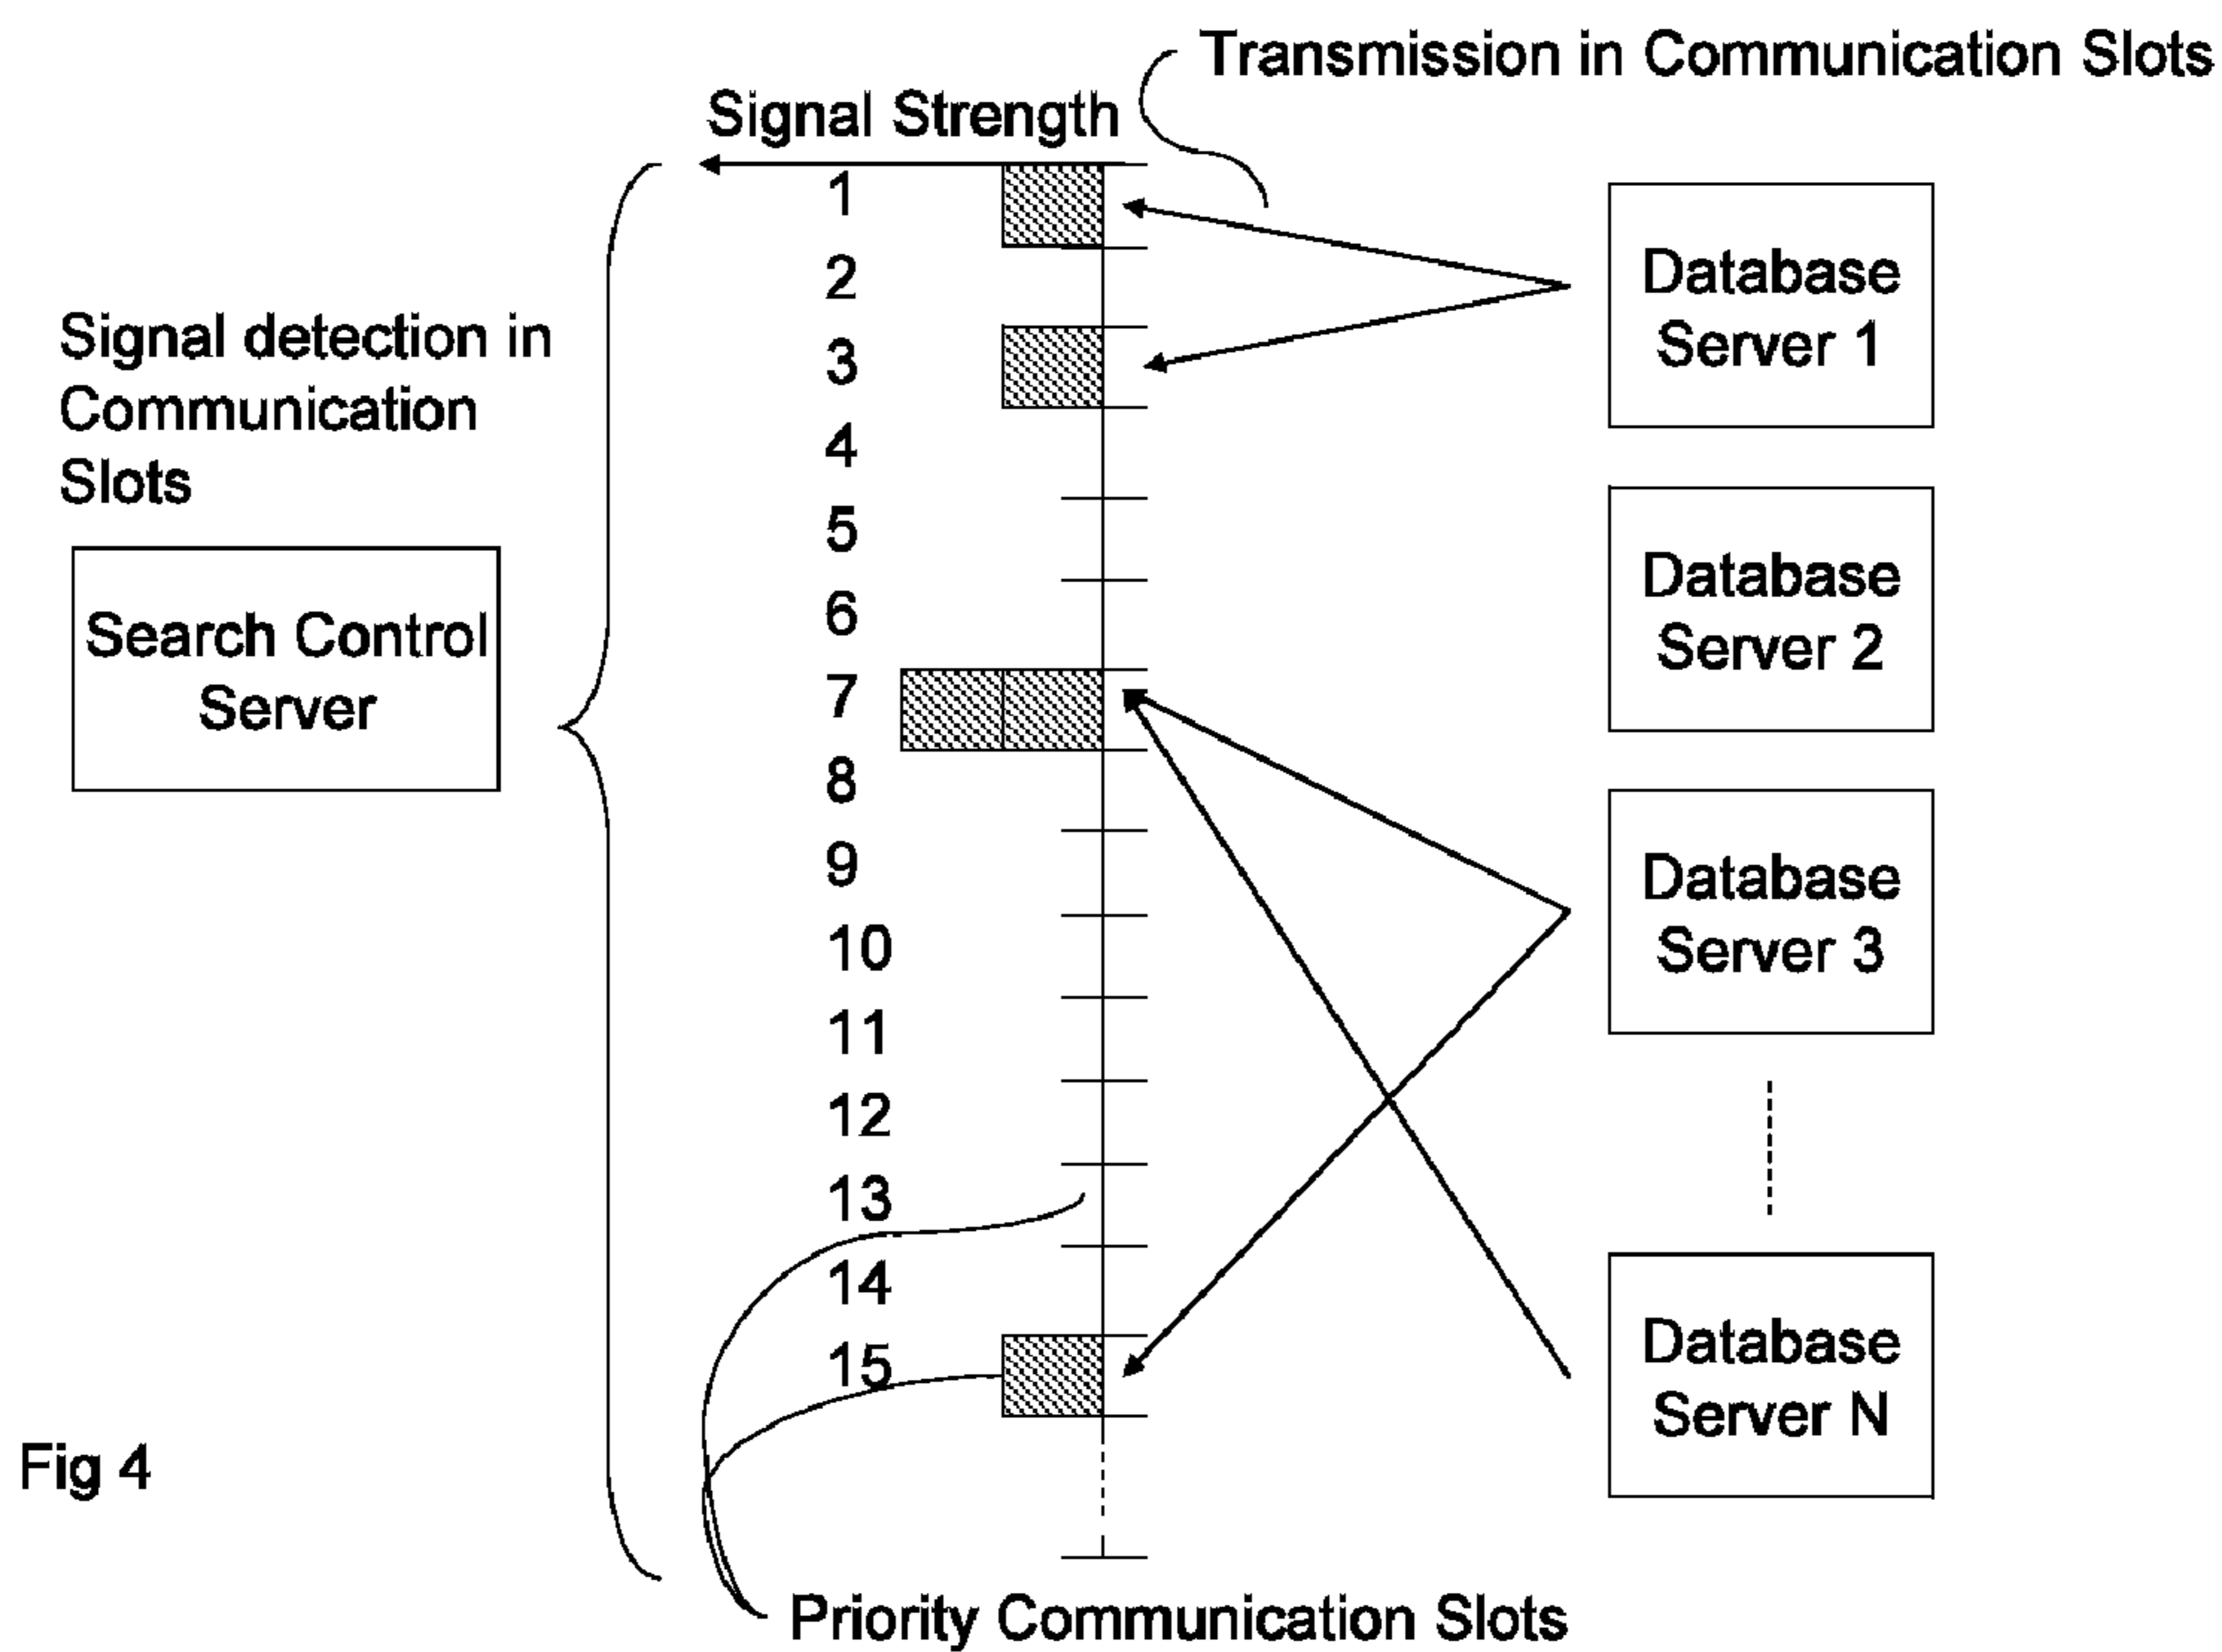 Transmission in Communication Slots
Signal Strength
1
2
3
4
5
6
7
8
9
10
11
12
13
14
15
Signal detection in
Communication
Slots
Search Control
Server
Database
Server 1
Database
Server 2
Database
Server 3
Database
Server N
Fig 4
Priority Communication Slots